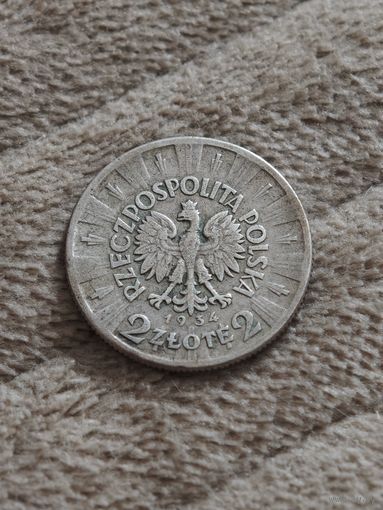 RZECZPOSPOLITA POLSKA
1934
2 ZŁOTE 2